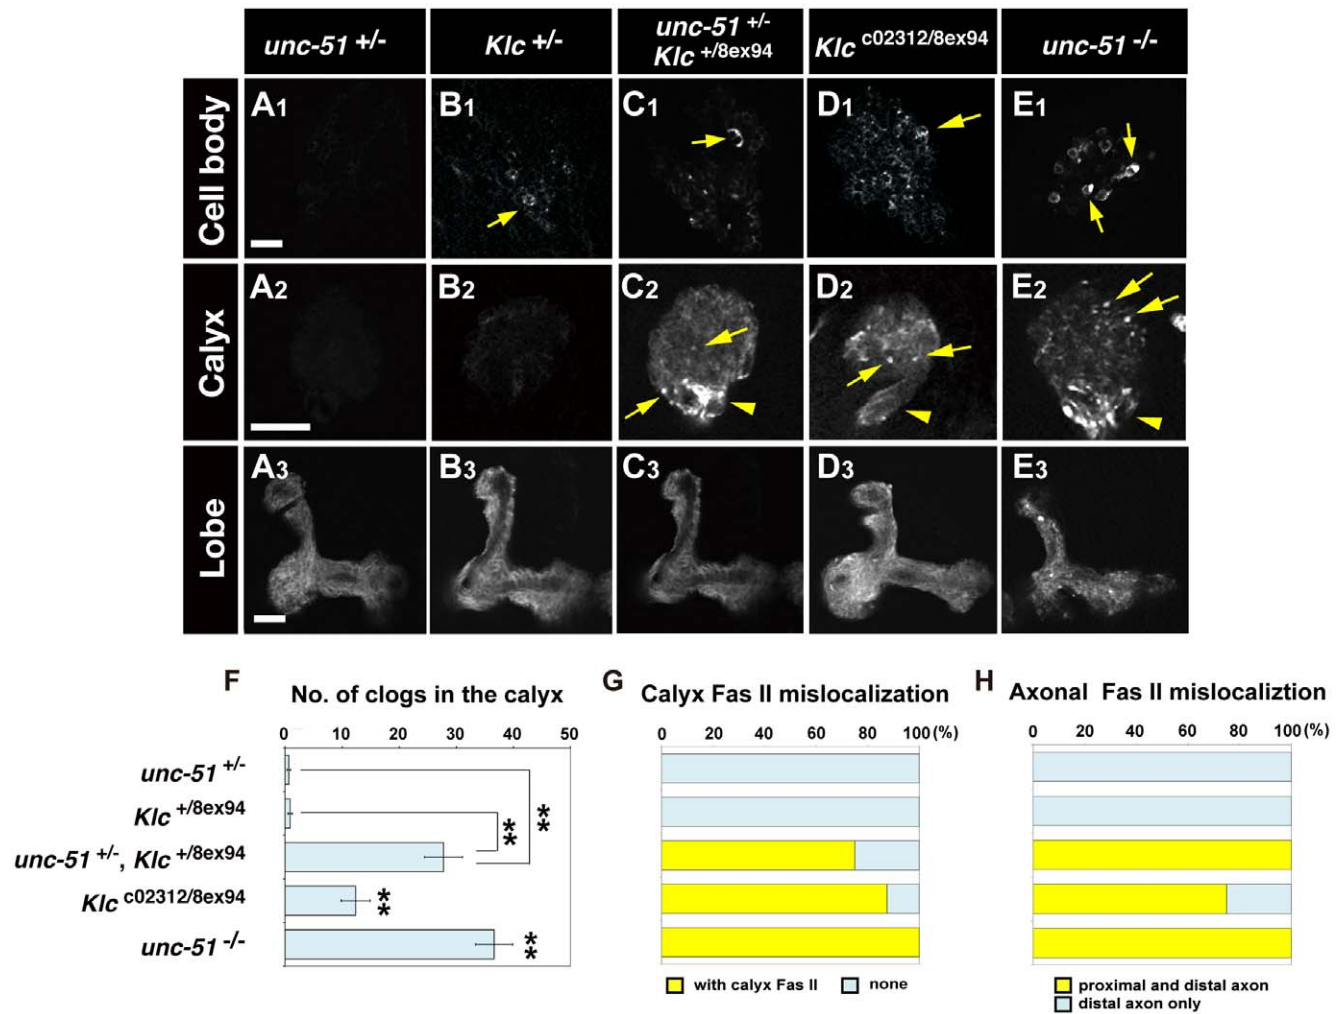 unc-51 +/-
Klc +/-
unc-51 +/-
Klc +/8ex94
Klc c02312/8ex94
unc-51 -/-
Cell body
A1
B1
C1
D1
E1
Calyx
A2
B2
C2
D2
E2
Lobe
A3
B3
C3
D3
E3
F
No. of clogs in the calyx
0 10 20 30 40 50
unc-51 +/-
Klc +/8ex94
unc-51 +/-, Klc +/8ex94
Klc c02312/8ex94
unc-51 -/-
**
**
**
**
G
Calyx Fas II mislocalization
0 20 40 60 80 100 (%)
with calyx Fas II
none
H
Axonal Fas II mislocaliztion
0 20 40 60 80 100 (%)
proximal and distal axon
distal axon only